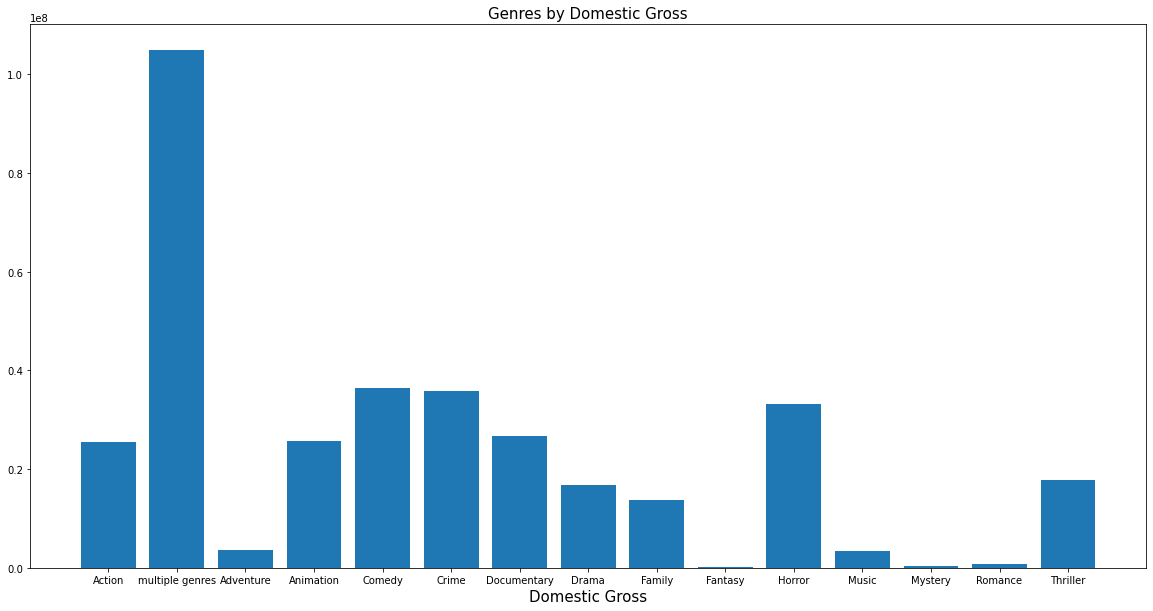 Genres by Domestic Gross
1e8
1.0
0.8
0.6
0.4
0.2
0.0
Action multiple genres Adventure Animation Comedy Crime Documentary Drama Family Fantasy Horror Music Mystery Romance Thriller
Domestic Gross